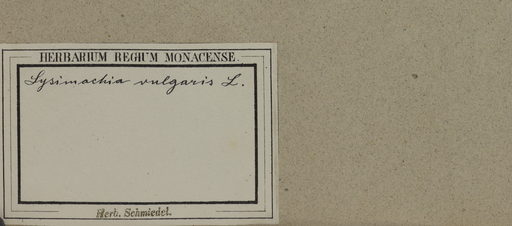 HERBARIUM REGIUM MONACENSE.
Lysimachia vulgaris L.
Herb. Schmiedel.